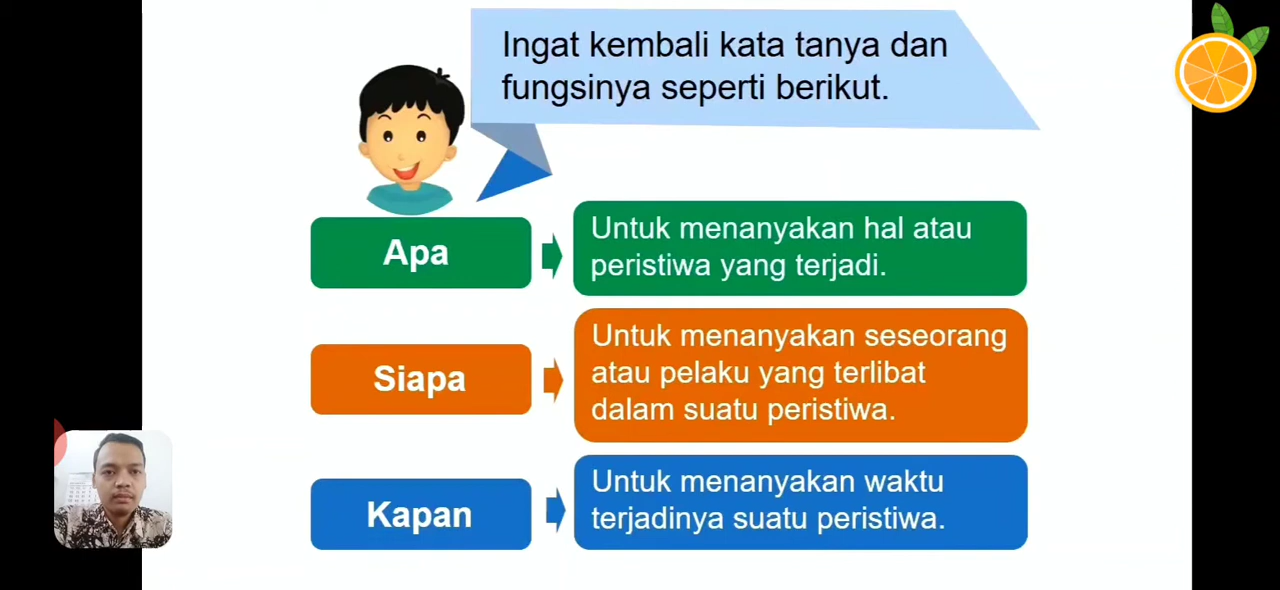 Ingat kembali kata tanya dan
fungsinya seperti berikut.
Apa
Untuk menanyakan hal atau
peristiwa yang terjadi.
Siapa
Untuk menanyakan seseorang
atau pelaku yang terlibat
dalam suatu peristiwa.
Kapan
Untuk menanyakan waktu
terjadinya suatu peristiwa.